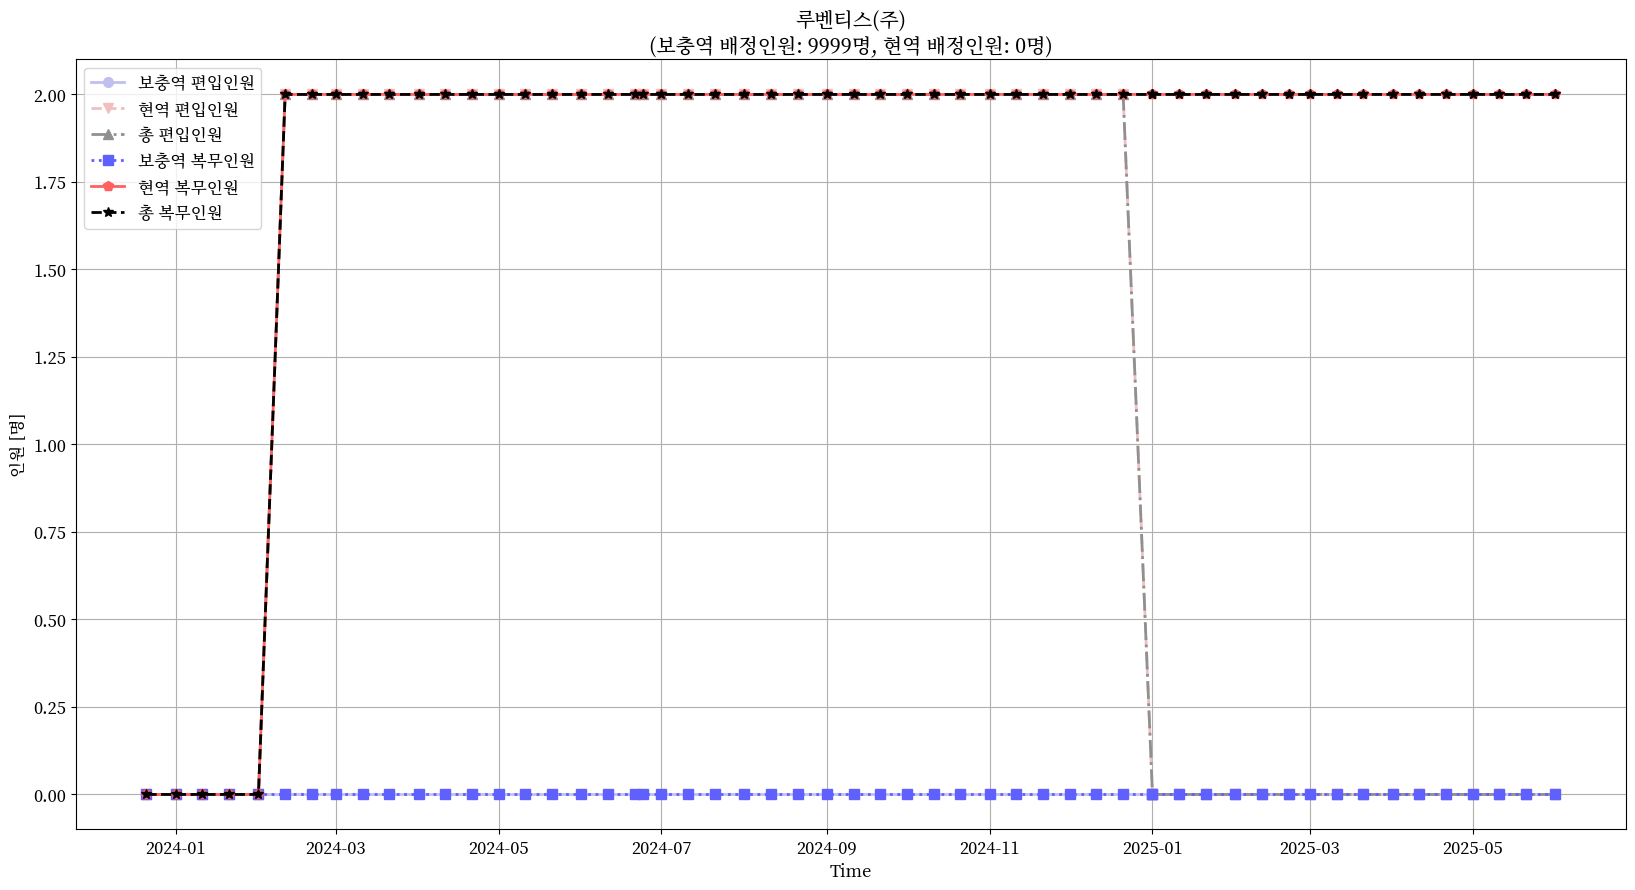 루벤티스(주)
(보충역 배정인원: 9999명, 현역 배정인원: 0명)
보충역 편입인원
현역 편입인원
총 편입인원
보충역 복무인원
현역 복무인원
총 복무인원
2.00
1.75
1.50
1.25
1.00
0.75
0.50
0.25
0.00
인원 [명]
2024-01
2024-03
2024-05
2024-07
2024-09
2024-11
2025-01
2025-03
2025-05
Time